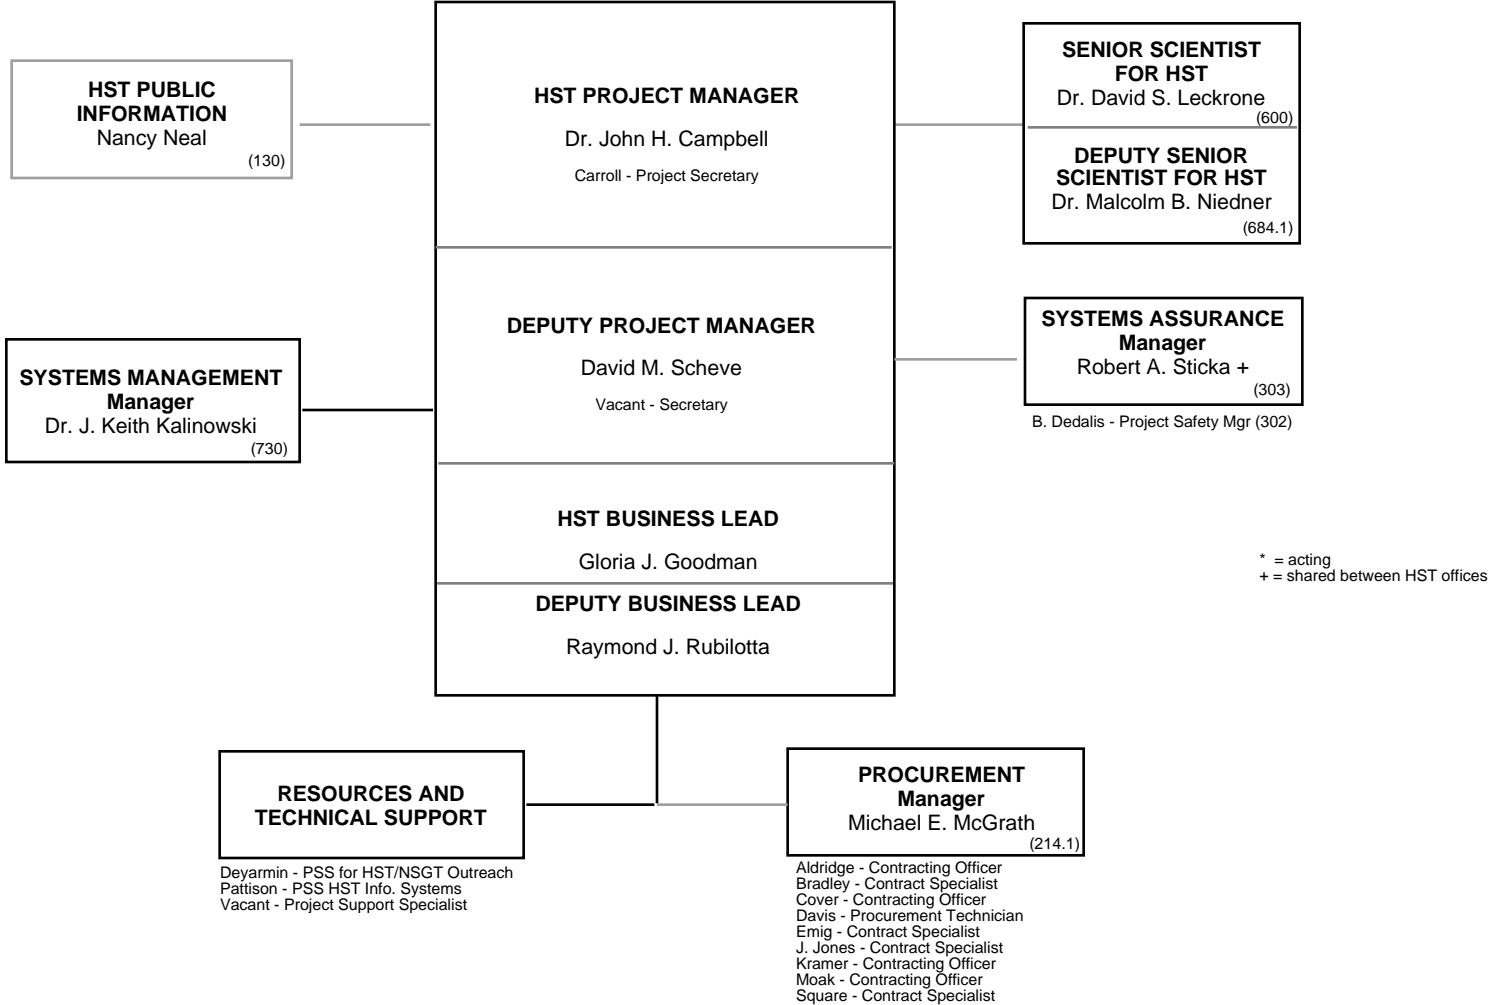 HST PUBLIC
INFORMATION
Nancy Neal
(130)
HST PROJECT MANAGER
Dr. John H. Campbell
Carroll - Project Secretary
SENIOR SCIENTIST
FOR HST
Dr. David S. Leckrone
(600)
DEPUTY SENIOR
SCIENTIST FOR HST
Dr. Malcolm B. Niedner
(684.1)
SYSTEMS MANAGEMENT
Manager
Dr. J. Keith Kalinowski
(730)
DEPUTY PROJECT MANAGER
David M. Scheve
Vacant - Secretary
SYSTEMS ASSURANCE
Manager
Robert A. Sticka +
(303)
B. Dedalis - Project Safety Mgr (302)
HST BUSINESS LEAD
Gloria J. Goodman
DEPUTY BUSINESS LEAD
Raymond J. Rubilotta
* = acting
+ = shared between HST offices
RESOURCES AND
TECHNICAL SUPPORT
Deyarmin - PSS for HST/NSGT Outreach
Pattison - PSS HST Info. Systems
Vacant - Project Support Specialist
PROCUREMENT
Manager
Michael E. McGrath
(214.1)
Aldridge - Contracting Officer
Bradley - Contract Specialist
Cover - Contracting Officer
Davis - Procurement Technician
Emig - Contract Specialist
J. Jones - Contract Specialist
Kramer - Contracting Officer
Moak - Contracting Officer
Square - Contract Specialist